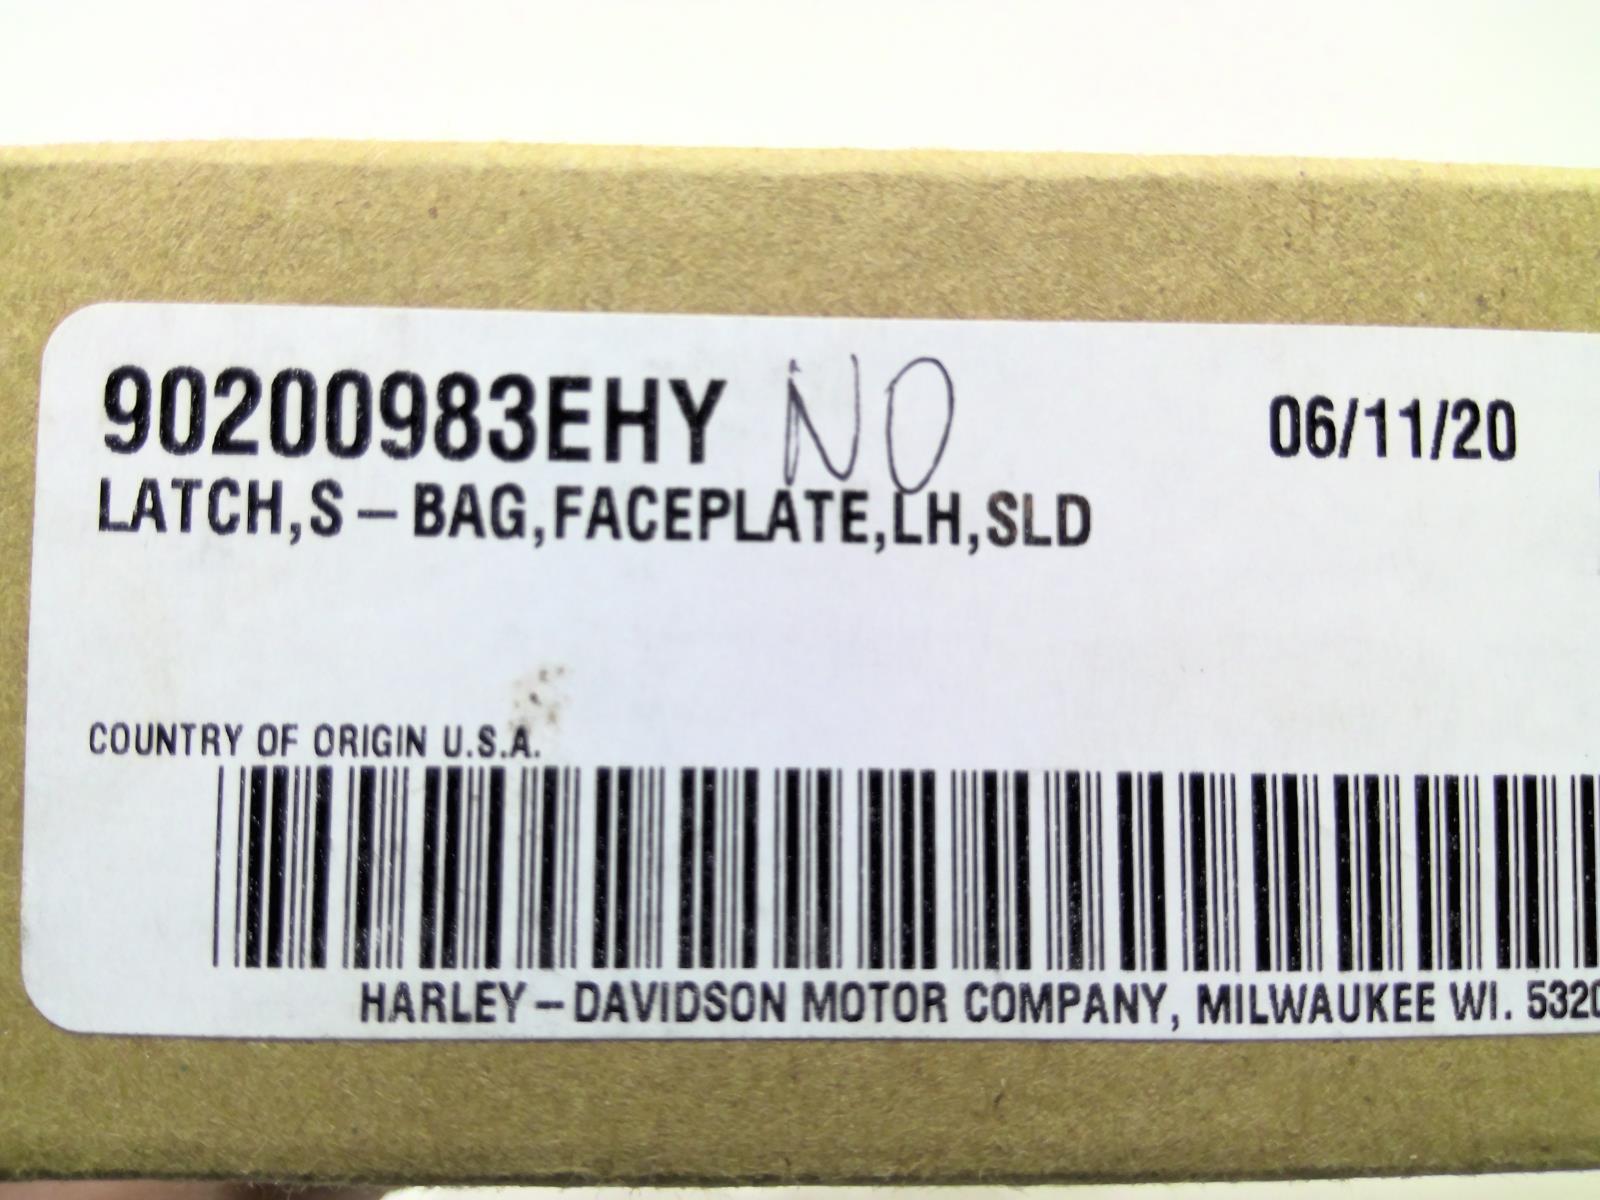 90200983EHY NO 06/11/20
LATCH,S-BAG,FACEPLATE,LH,SLD
COUNTRY OF ORIGIN U.S.A.
HARLEY-DAVIDSON MOTOR COMPANY, MILWAUKEE WI. 5320